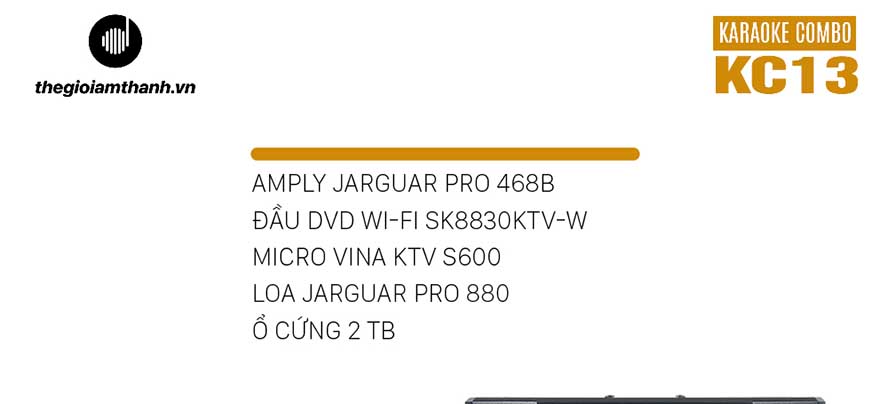 thegioiamthanh.vn
KARAOKE COMBO
KC13
AMPLY JARGUAR PRO 468B
ĐẦU DVD WI-FI SK8830KTV-W
MICRO VINA KTV S600
LOA JARGUAR PRO 880
Ổ CỨNG 2 TB